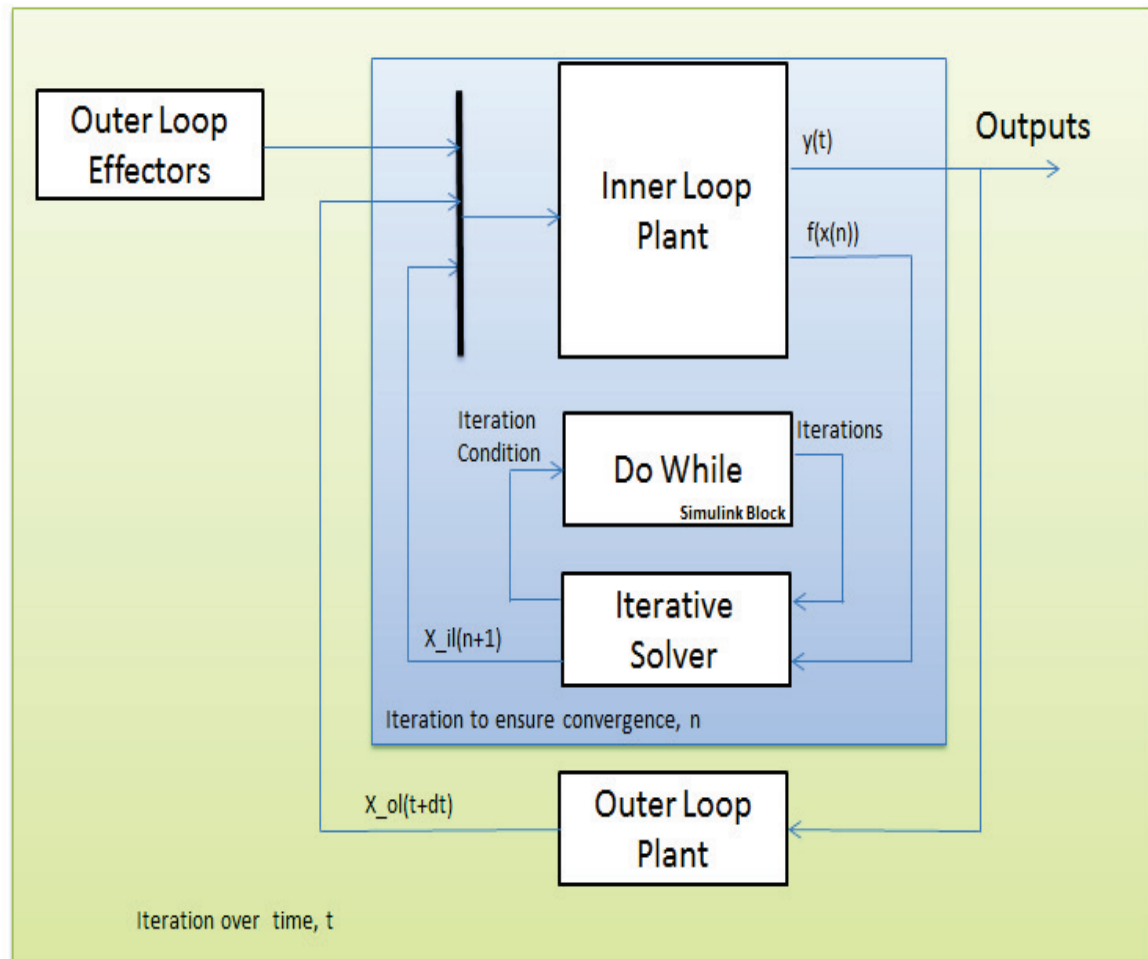 Outer Loop
Effectors
Inner Loop
Plant
y(t)
Outputs
f(x(n))
Iteration
Condition
Do While
Simulink Block
Iterations
Iterative
Solver
X_il(n+1)
Iteration to ensure convergence, n
X_ol(t+dt)
Outer Loop
Plant
Iteration over time, t